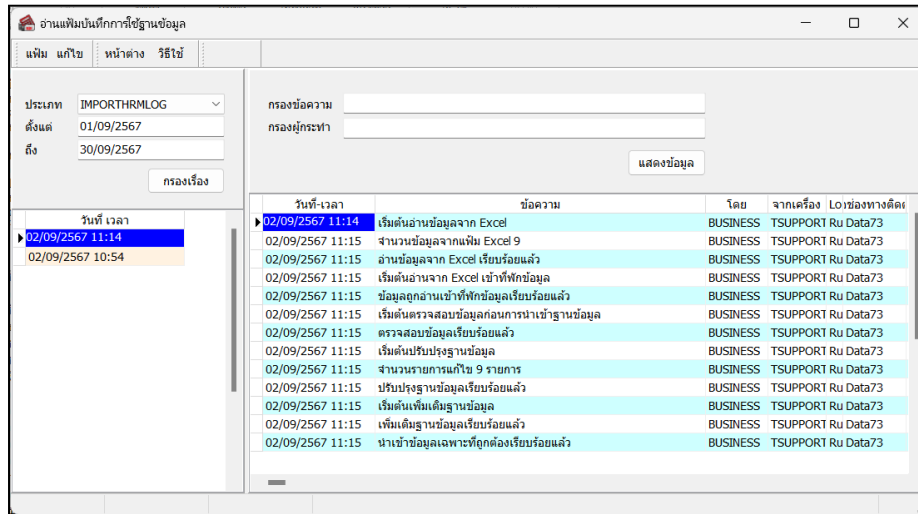 อ่านแฟ้มบันทึกการใช้ฐานข้อมูล
แฟ้ม แก้ไข หน้าต่าง วิธีใช้
ประเภท IMPORTHRMLOG
ตั้งแต่ 01/09/2567
ถึง 30/09/2567
กรองเรื่อง
วันที่ เวลา
02/09/2567 11:14
02/09/2567 10:54
กรองข้อความ
กรองผู้กระทำ
แสดงข้อมูล
วันที่-เวลา ข้อความ โดย จากเครื่อง ช่องทางติดต
02/09/2567 11:14 เริ่มต้นอ่านข้อมูลจาก Excel BUSINESS TSUPPORT Ru Data73
02/09/2567 11:15 จำนวนข้อมูลจากแฟ้ม Excel 9 BUSINESS TSUPPORT Ru Data73
02/09/2567 11:15 อ่านข้อมูลจาก Excel เรียบร้อยแล้ว BUSINESS TSUPPORT Ru Data73
02/09/2567 11:15 เริ่มต้นอ่านจาก Excel เข้าที่พักข้อมูล BUSINESS TSUPPORT Ru Data73
02/09/2567 11:15 ข้อมูลถูกอ่านเข้าที่พักข้อมูลเรียบร้อยแล้ว BUSINESS TSUPPORT Ru Data73
02/09/2567 11:15 เริ่มต้นตรวจสอบข้อมูลก่อนการนำเข้าฐานข้อมูล BUSINESS TSUPPORT Ru Data73
02/09/2567 11:15 ตรวจสอบข้อมูลเรียบร้อยแล้ว BUSINESS TSUPPORT Ru Data73
02/09/2567 11:15 เริ่มต้นปรับปรุงฐานข้อมูล BUSINESS TSUPPORT Ru Data73
02/09/2567 11:15 จำนวนรายการแก้ไข 9 รายการ BUSINESS TSUPPORT Ru Data73
02/09/2567 11:15 ปรับปรุงฐานข้อมูลเรียบร้อยแล้ว BUSINESS TSUPPORT Ru Data73
02/09/2567 11:15 เริ่มต้นเพิ่มเติมฐานข้อมูล BUSINESS TSUPPORT Ru Data73
02/09/2567 11:15 เพิ่มเติมฐานข้อมูลเรียบร้อยแล้ว BUSINESS TSUPPORT Ru Data73
02/09/2567 11:15 นำเข้าข้อมูลเฉพาะที่ถูกต้องเรียบร้อยแล้ว BUSINESS TSUPPORT Ru Data73